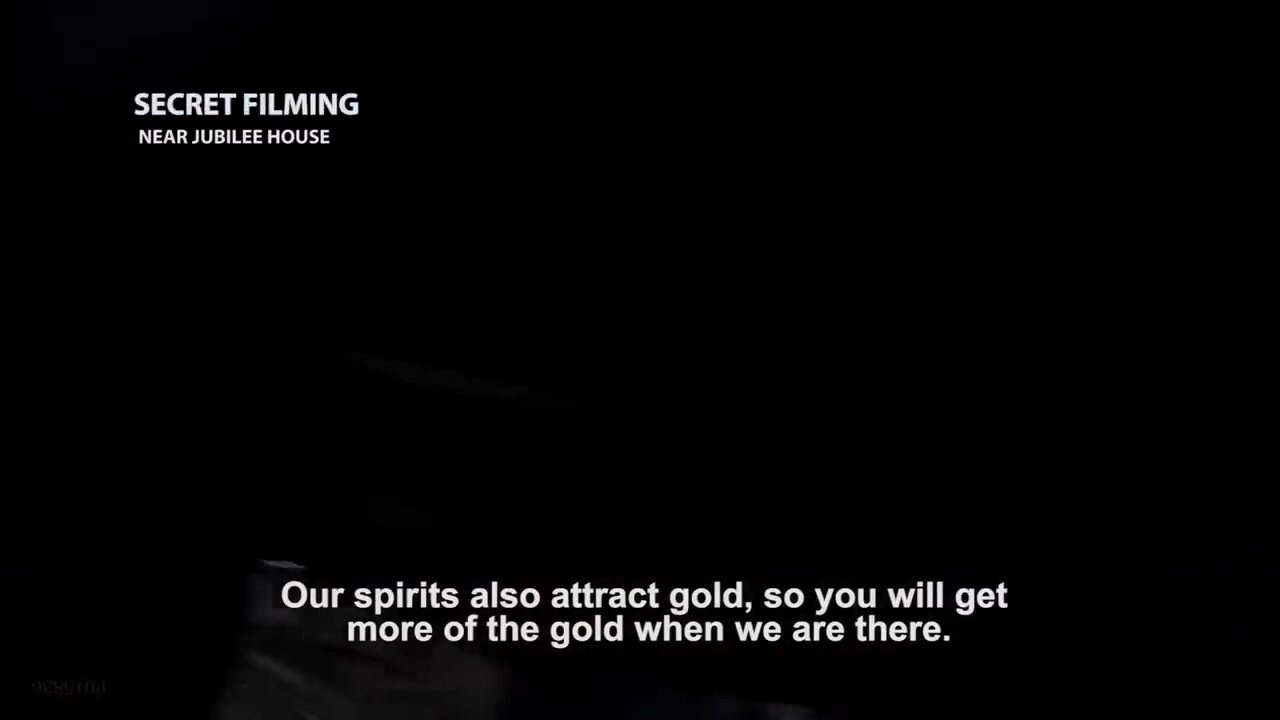 SECRET FILMING
NEAR JUBILEE HOUSE
Our spirits also attract gold, so you will get
more of the gold when we are there.